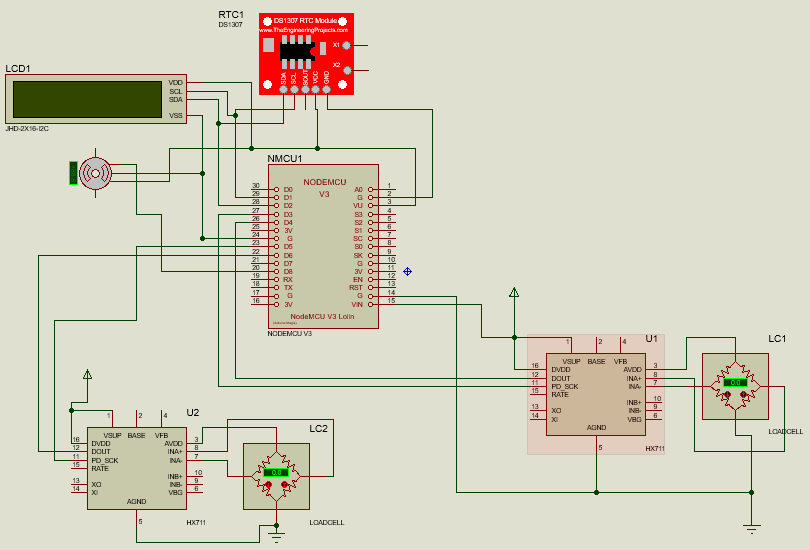 RTC1
DS1307
DS1307 RTC Module
www.TheEngineeringProjects.com
X1
X2
SDA
SCL
SOUT
VCC
GND
LCD1
VDD
SCL
SDA
VSS
JHD-2X16-I2C
NMCU1
NODEMCU
V3
30 D0 A0 1
29 D1 G 2
28 D2 VU 3
27 D3 S3 4
26 D4 S2 5
25 3V S1 6
24 G SC 7
23 D5 S0 8
22 D6 SK 9
21 D7 G 10
20 D8 3V 11
19 RX EN 12
18 TX RST 13
17 G G 14
16 3V VIN 15
NodeMCU V3 Lolin
NODEMCU V3
U1
1 2 4
VSUP BASE VFB
16 DVDD AVDD 3
12 DOUT INA+ 8
11 PD_SCK INA- 7
15 RATE
INB+ 10
13 XO INB- 9
14 XI VBG 6
AGND
5
HX711
LC1
0.0
LOADCELL
U2
1 2 4
VSUP BASE VFB
16 DVDD AVDD 3
12 DOUT INA+ 8
11 PD_SCK INA- 7
15 RATE
INB+ 10
13 XO INB- 9
14 XI VBG 6
AGND
5
HX711
LC2
0.0
LOADCELL